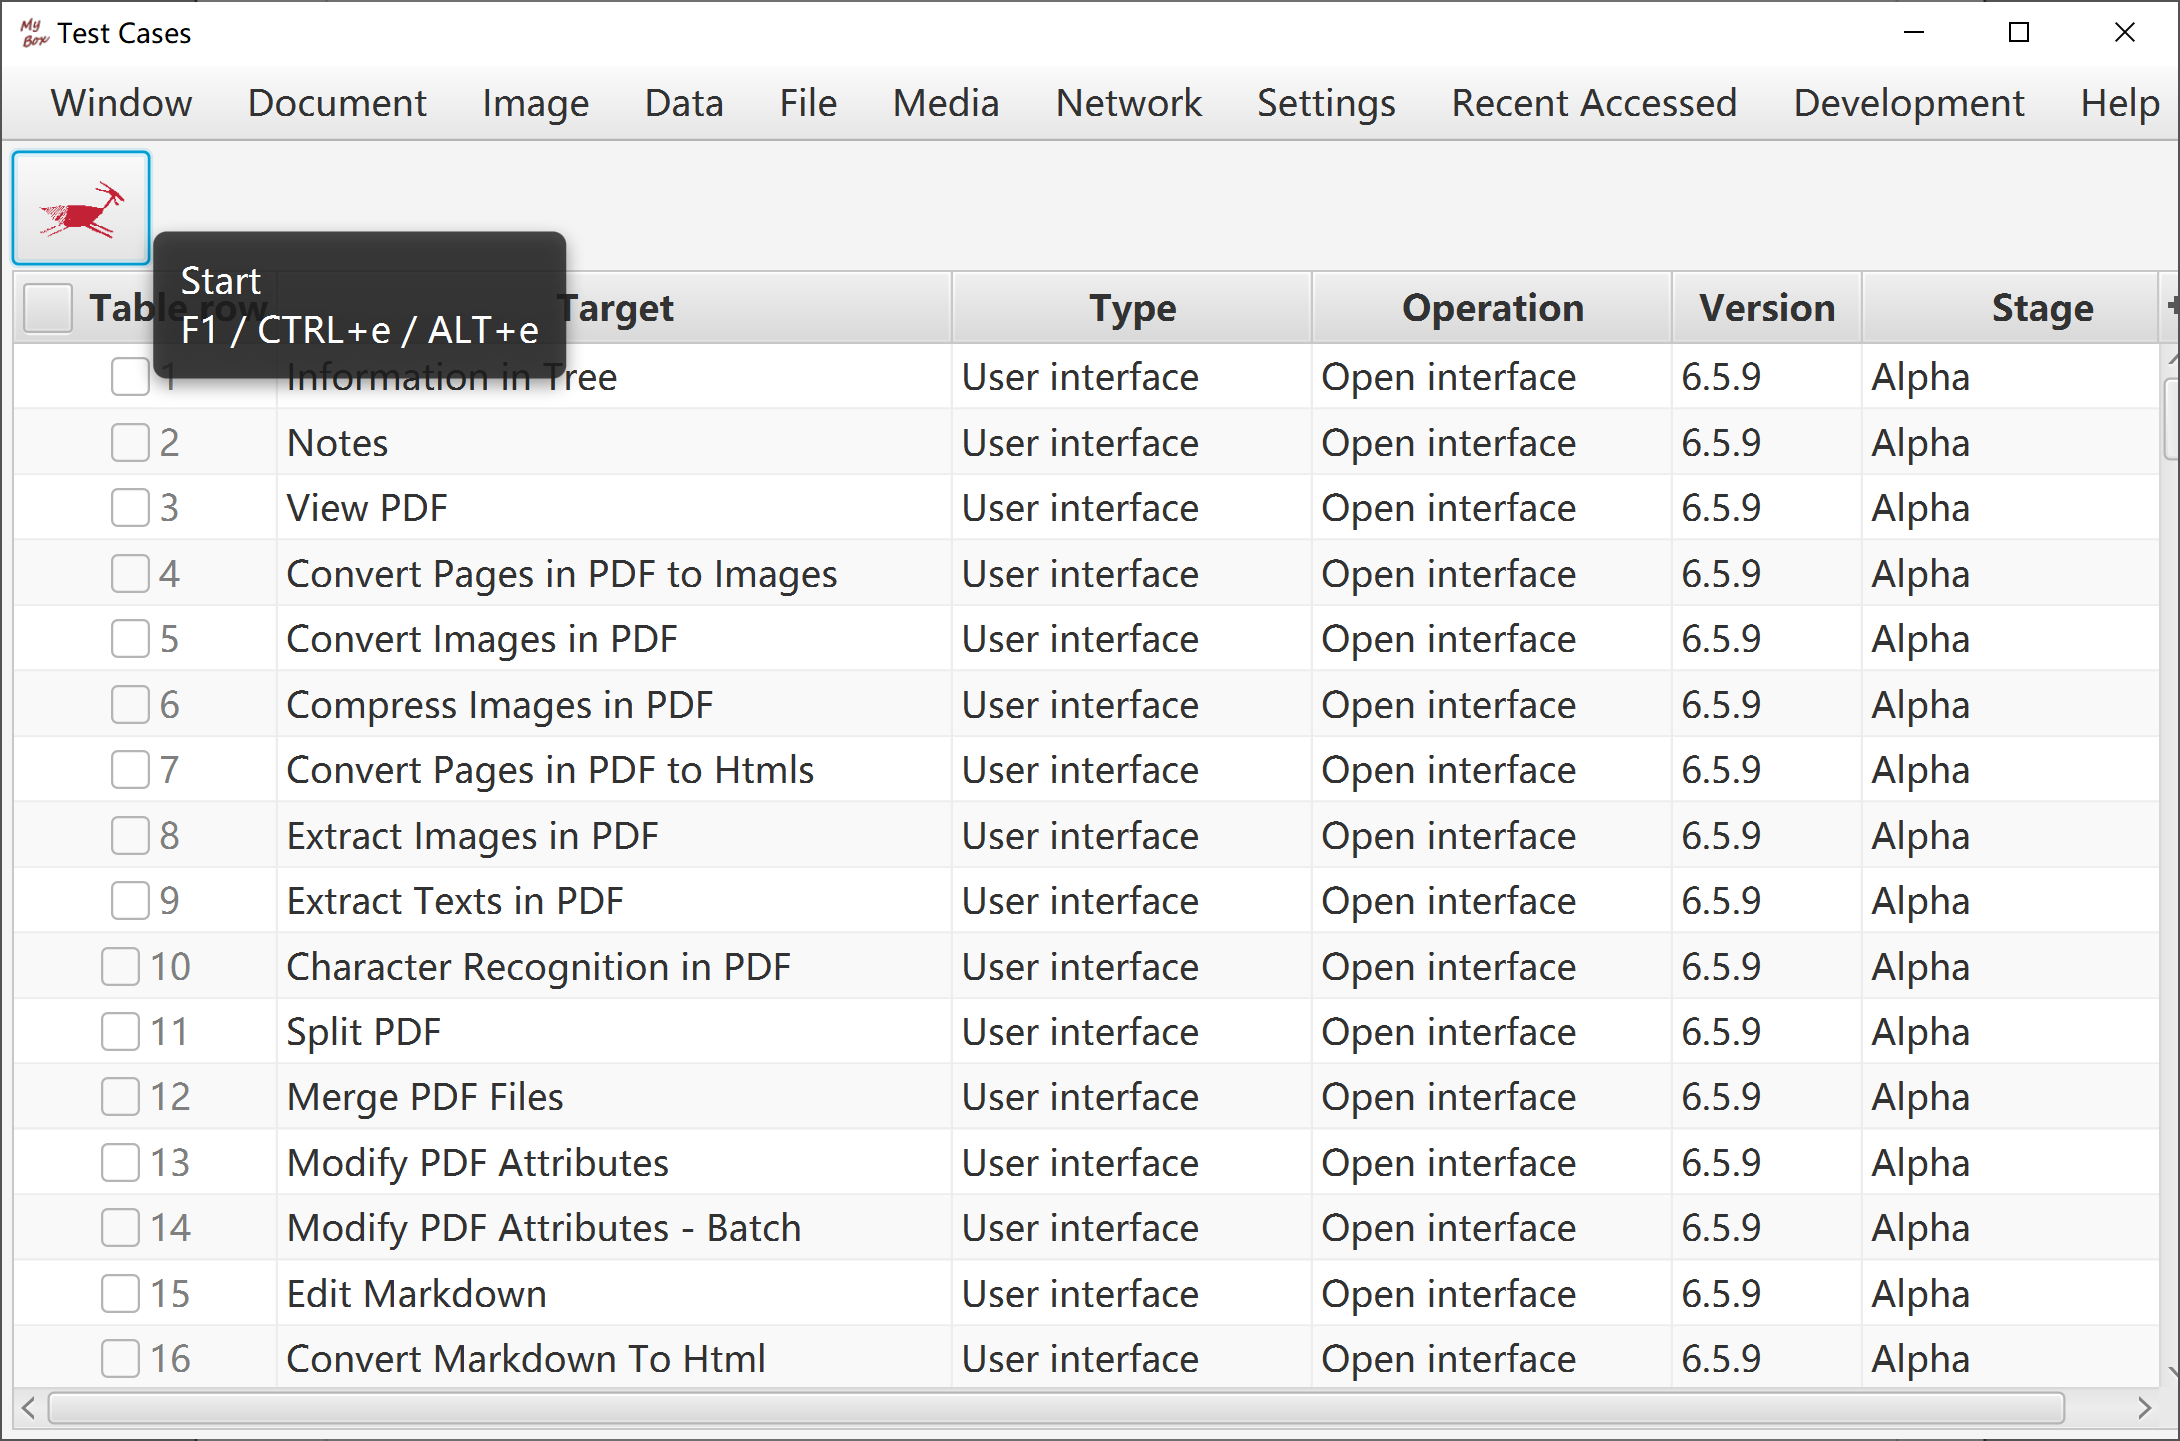 My Box Test Cases
Window Document Image Data File Media Network Settings Recent Accessed Development Help
Start
F1 / CTRL+e / ALT+e
Table row Target Type Operation Version Stage
1 Information in Tree User interface Open interface 6.5.9 Alpha
2 Notes User interface Open interface 6.5.9 Alpha
3 View PDF User interface Open interface 6.5.9 Alpha
4 Convert Pages in PDF to Images User interface Open interface 6.5.9 Alpha
5 Convert Images in PDF User interface Open interface 6.5.9 Alpha
6 Compress Images in PDF User interface Open interface 6.5.9 Alpha
7 Convert Pages in PDF to Htmls User interface Open interface 6.5.9 Alpha
8 Extract Images in PDF User interface Open interface 6.5.9 Alpha
9 Extract Texts in PDF User interface Open interface 6.5.9 Alpha
10 Character Recognition in PDF User interface Open interface 6.5.9 Alpha
11 Split PDF User interface Open interface 6.5.9 Alpha
12 Merge PDF Files User interface Open interface 6.5.9 Alpha
13 Modify PDF Attributes User interface Open interface 6.5.9 Alpha
14 Modify PDF Attributes - Batch User interface Open interface 6.5.9 Alpha
15 Edit Markdown User interface Open interface 6.5.9 Alpha
16 Convert Markdown To Html User interface Open interface 6.5.9 Alpha